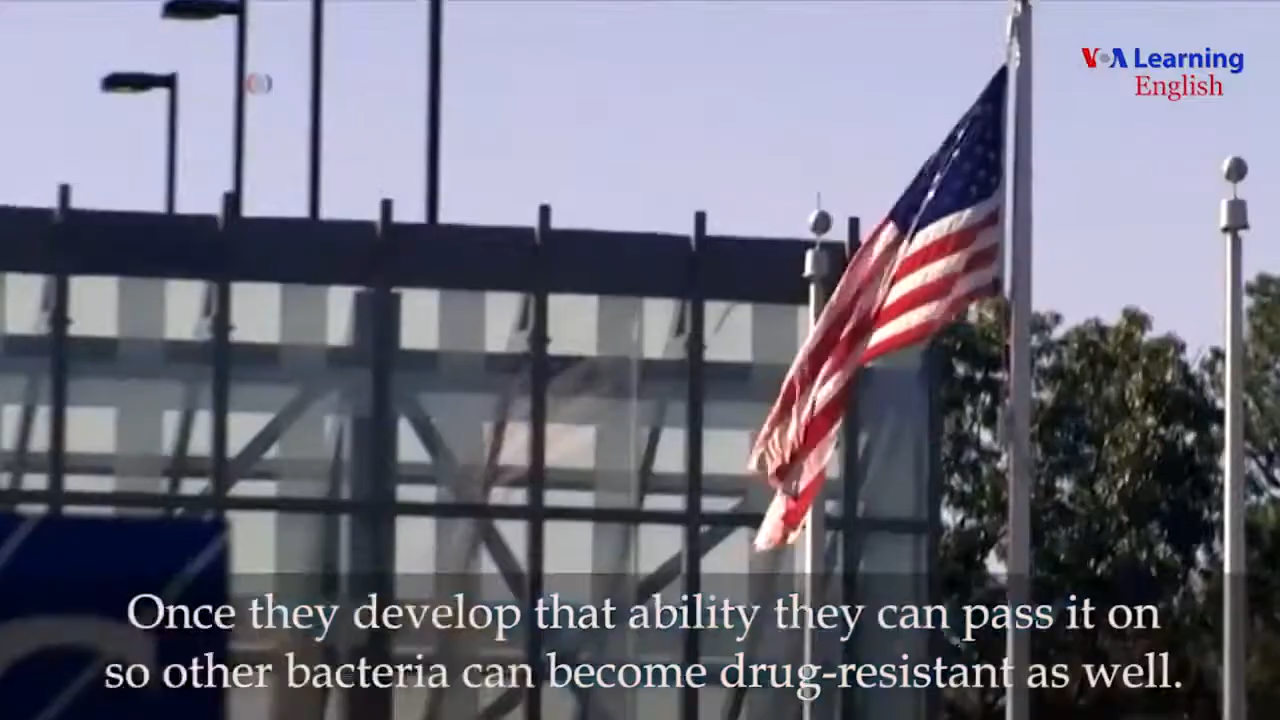 VOA Learning
English
Once they develop that ability they can pass it on
so other bacteria can become drug-resistant as well.